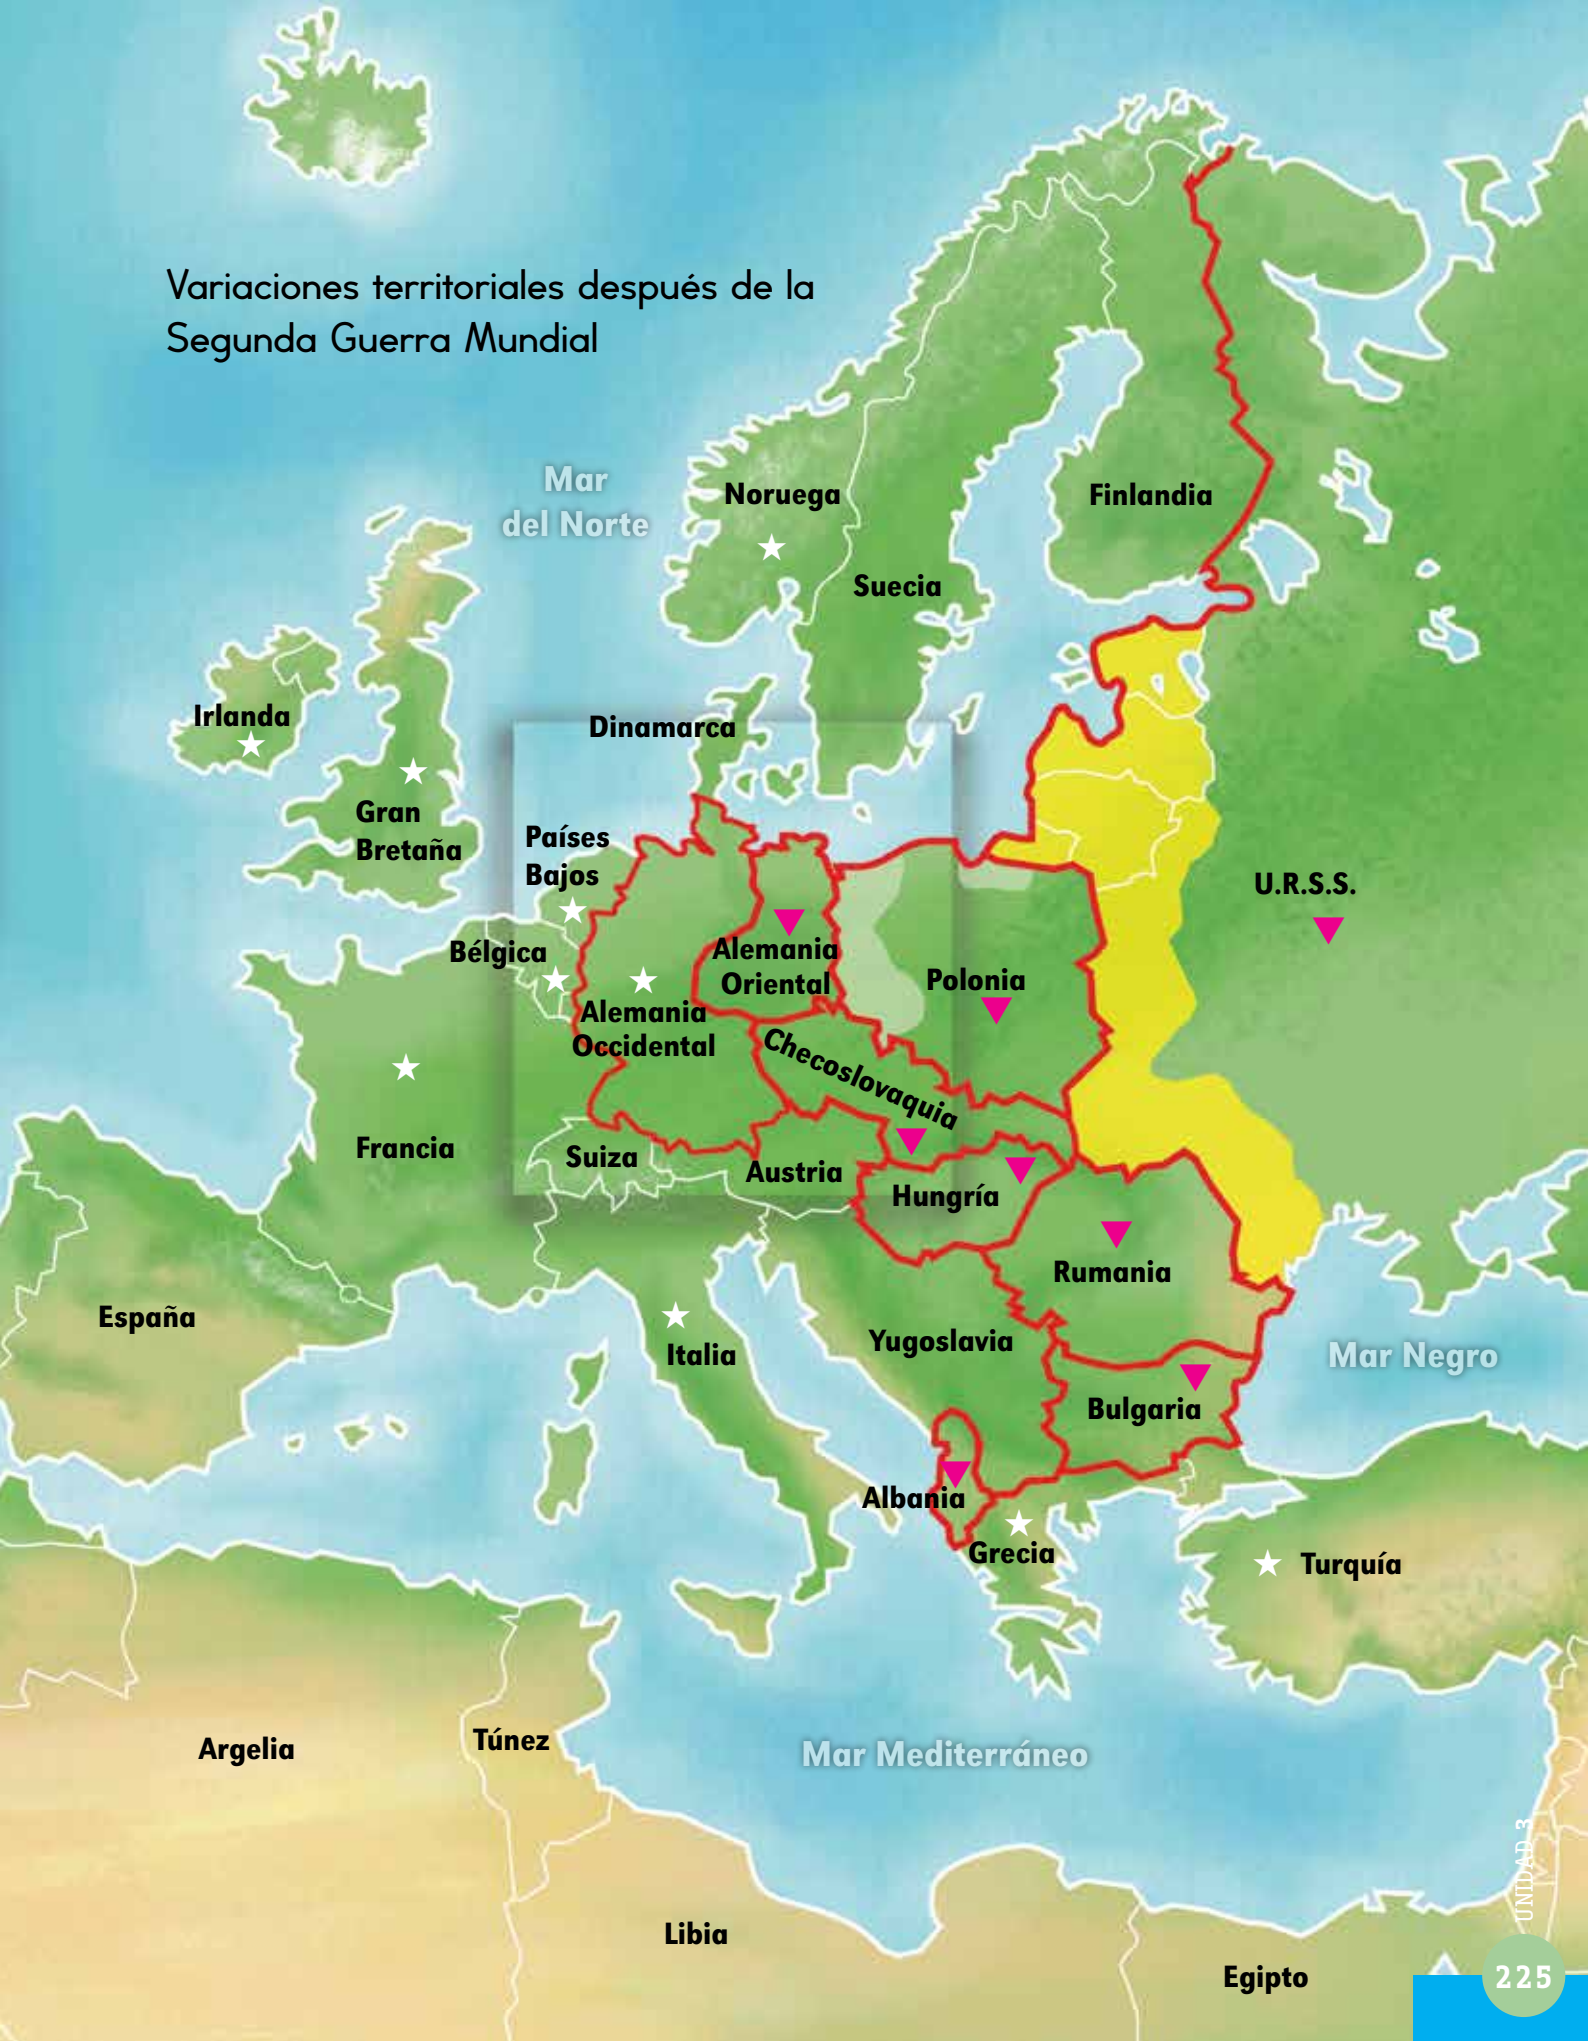 Variaciones territoriales después de la
Segunda Guerra Mundial
Mar
del Norte
Noruega
Finlandia
Suecia
Irlanda
Dinamarca
Gran
Bretaña
Países
Bajos
U.R.S.S.
Bélgica
Alemania
Oriental
Polonia
Alemania
Occidental
Checoslovaquia
Francia
Suiza
Austria
Hungría
Rumania
España
Yugoslavia
Italia
Mar Negro
Bulgaria
Albania
Grecia
Turquía
Argelia
Túnez
Mar Mediterráneo
Libia
Egipto
UNIDAD 3
225